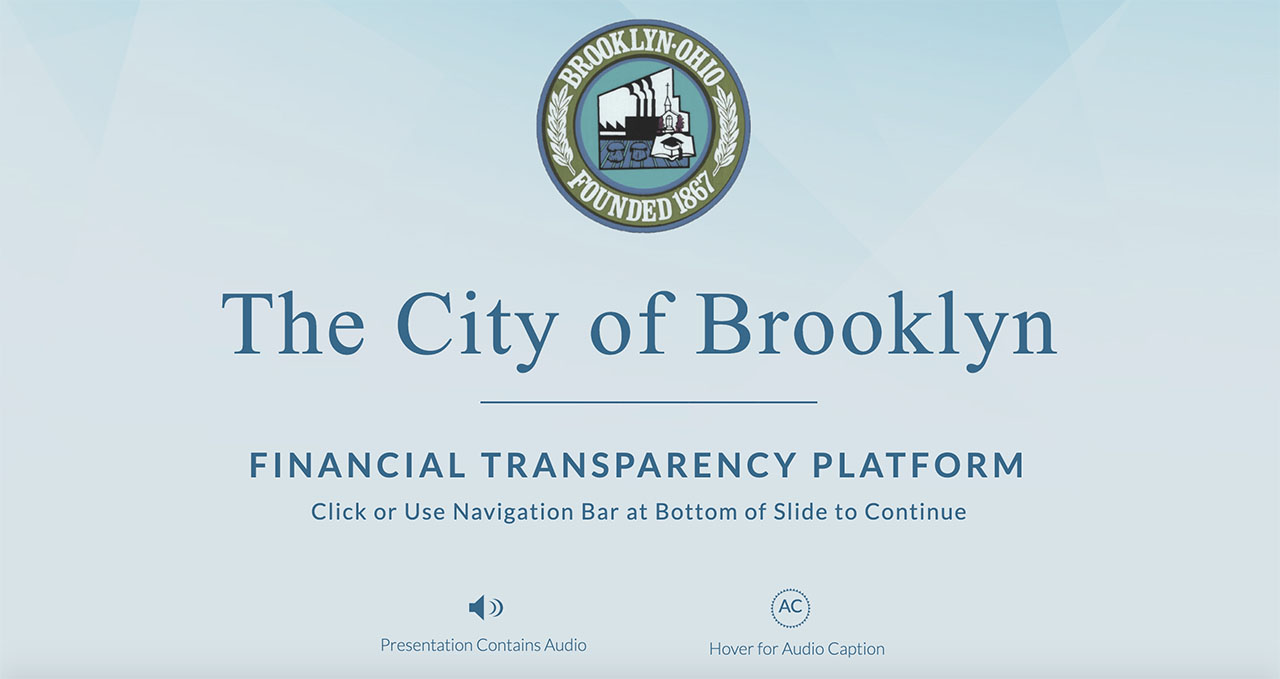 BROOKLYN·OHIO
FOUNDED 1867
The City of Brooklyn
FINANCIAL TRANSPARENCY PLATFORM
Click or Use Navigation Bar at Bottom of Slide to Continue
AC
Presentation Contains Audio
Hover for Audio Caption